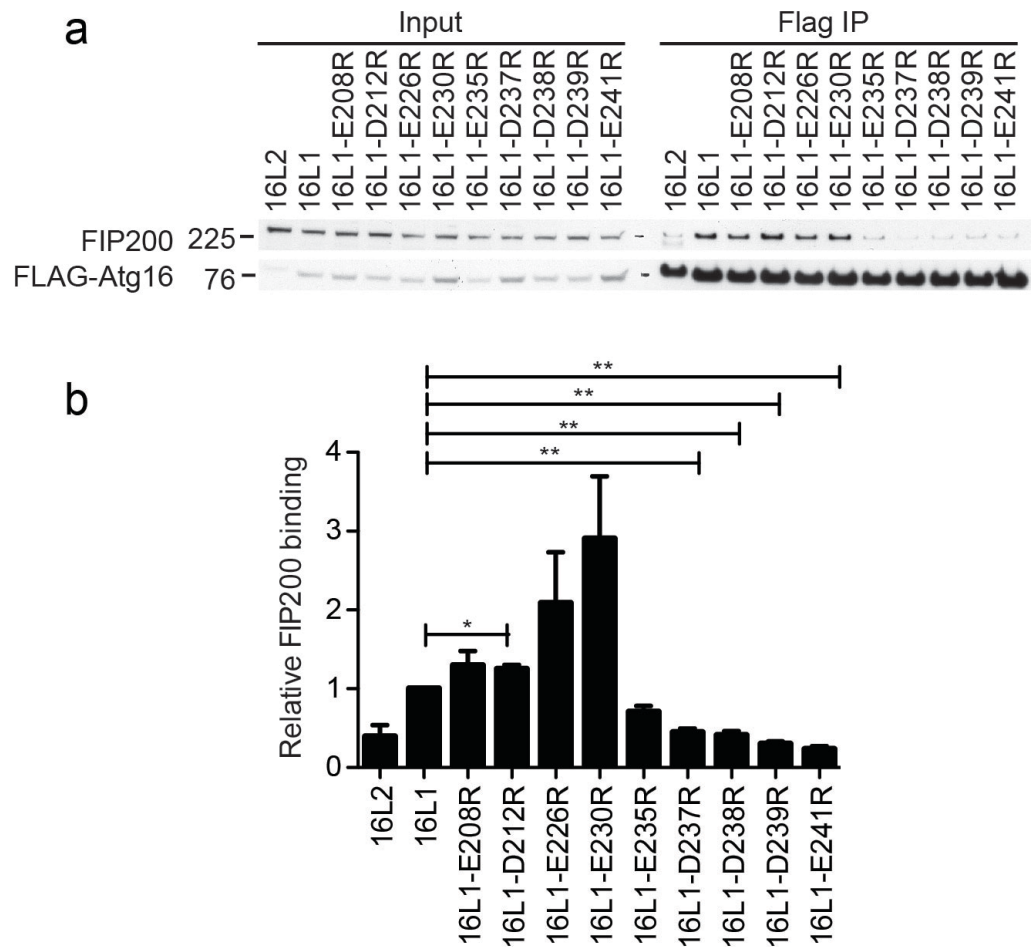 a
Input
Flag IP
16L2
16L1
16L1-E208R
16L1-D212R
16L1-E226R
16L1-E230R
16L1-E235R
16L1-D237R
16L1-D238R
16L1-D239R
16L1-E241R
16L2
16L1
16L1-E208R
16L1-D212R
16L1-E226R
16L1-E230R
16L1-E235R
16L1-D237R
16L1-D238R
16L1-D239R
16L1-E241R
FIP200 225
FLAG-Atg16 76
b
**
**
**
**
*
Relative FIP200 binding
4
3
2
1
0
16L2
16L1
16L1-E208R
16L1-D212R
16L1-E226R
16L1-E230R
16L1-E235R
16L1-D237R
16L1-D238R
16L1-D239R
16L1-E241R